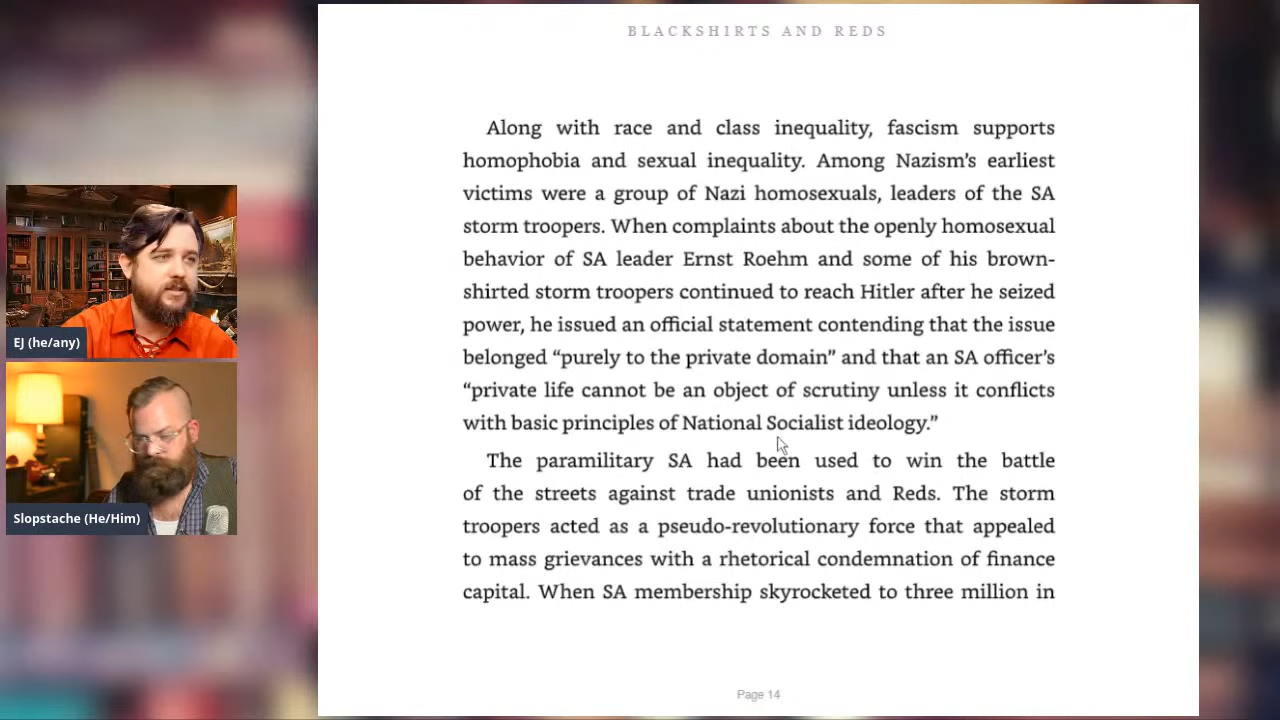 BLACKSHIRTS AND REDS
Along with race and class inequality, fascism supports
homophobia and sexual inequality. Among Nazism’s earliest
victims were a group of Nazi homosexuals, leaders of the SA
storm troopers. When complaints about the openly homosexual
behavior of SA leader Ernst Roehm and some of his brown-
shirted storm troopers continued to reach Hitler after he seized
power, he issued an official statement contending that the issue
belonged “purely to the private domain” and that an SA officer’s
“private life cannot be an object of scrutiny unless it conflicts
with basic principles of National Socialist ideology.”
The paramilitary SA had been used to win the battle
of the streets against trade unionists and Reds. The storm
troopers acted as a pseudo-revolutionary force that appealed
to mass grievances with a rhetorical condemnation of finance
capital. When SA membership skyrocketed to three million in
Page 14
EJ (he/any)
Slopstache (He/Him)